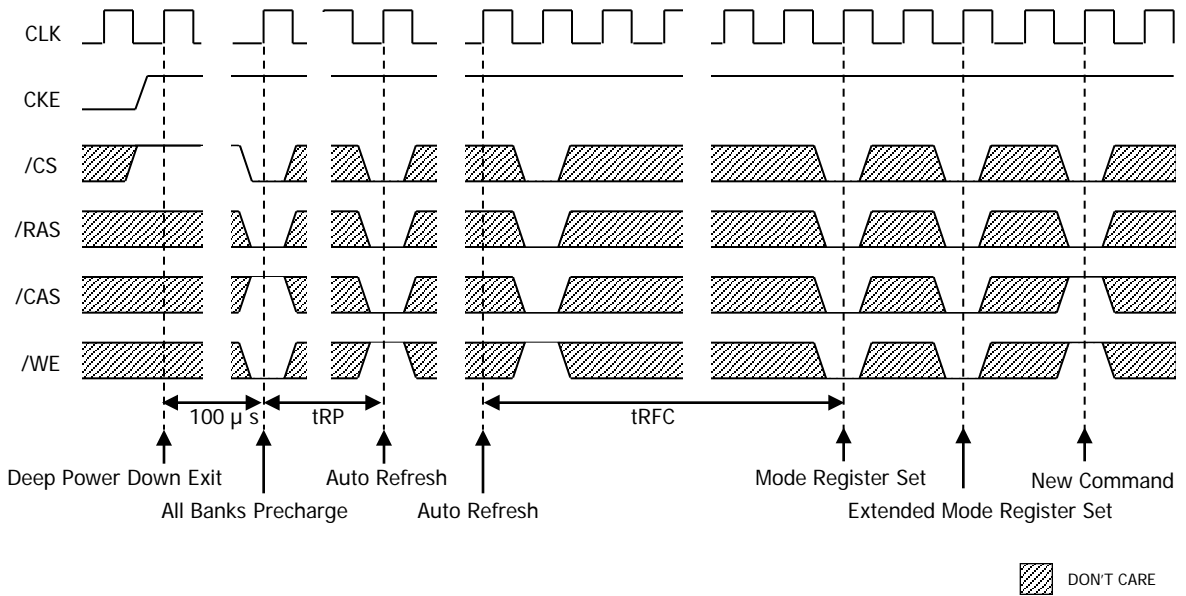 CLK
CKE
/CS
/RAS
/CAS
/WE
100 µ s
tRP
tRFC
Deep Power Down Exit
Auto Refresh
Mode Register Set
New Command
All Banks Precharge
Auto Refresh
Extended Mode Register Set
DON'T CARE